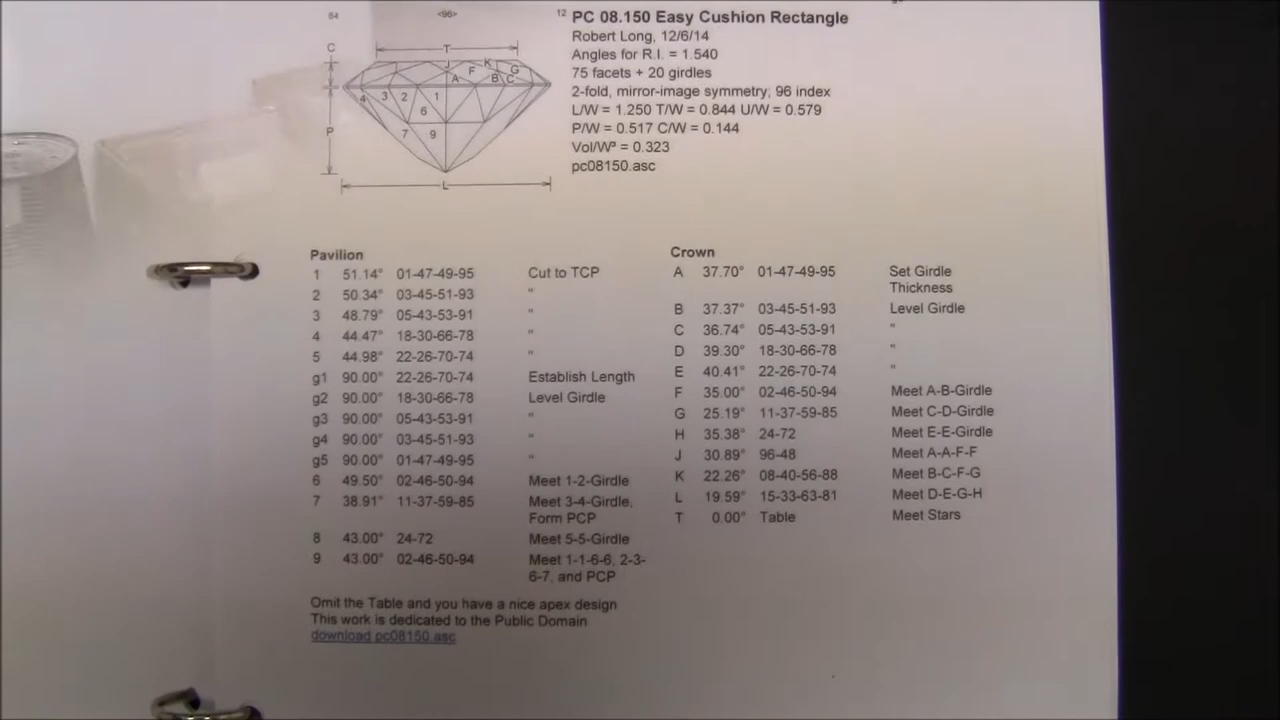 64
<96>
12 PC 08.150 Easy Cushion Rectangle
Robert Long, 12/6/14
Angles for R.I. = 1.540
75 facets + 20 girdles
2-fold, mirror-image symmetry, 96 index
L/W = 1.250 T/W = 0.844 U/W = 0.579
P/W = 0.517 C/W = 0.144
Vol/W³ = 0.323
pc08150.asc
C
T
J
K
F
G
A
B
C
4
3
2
1
6
P
7
9
L
Pavilion
1 51.14° 01-47-49-95 Cut to TCP
2 50.34° 03-45-51-93 "
3 48.79° 05-43-53-91 "
4 44.47° 18-30-66-78 "
5 44.98° 22-26-70-74 "
g1 90.00° 22-26-70-74 Establish Length
g2 90.00° 18-30-66-78 Level Girdle
g3 90.00° 05-43-53-91 "
g4 90.00° 03-45-51-93 "
g5 90.00° 01-47-49-95 "
6 49.50° 02-46-50-94 Meet 1-2-Girdle
7 38.91° 11-37-59-85 Meet 3-4-Girdle,
Form PCP
8 43.00° 24-72 Meet 5-5-Girdle
9 43.00° 02-46-50-94 Meet 1-1-6-6, 2-3-
6-7, and PCP
Omit the Table and you have a nice apex design
This work is dedicated to the Public Domain
download pc08150.asc
Crown
A 37.70° 01-47-49-95 Set Girdle
Thickness
B 37.37° 03-45-51-93 Level Girdle
C 36.74° 05-43-53-91 "
D 39.30° 18-30-66-78 "
E 40.41° 22-26-70-74 "
F 35.00° 02-46-50-94 Meet A-B-Girdle
G 25.19° 11-37-59-85 Meet C-D-Girdle
H 35.38° 24-72 Meet E-E-Girdle
J 30.89° 96-48 Meet A-A-F-F
K 22.26° 08-40-56-88 Meet B-C-F-G
L 19.59° 15-33-63-81 Meet D-E-G-H
T 0.00° Table Meet Stars